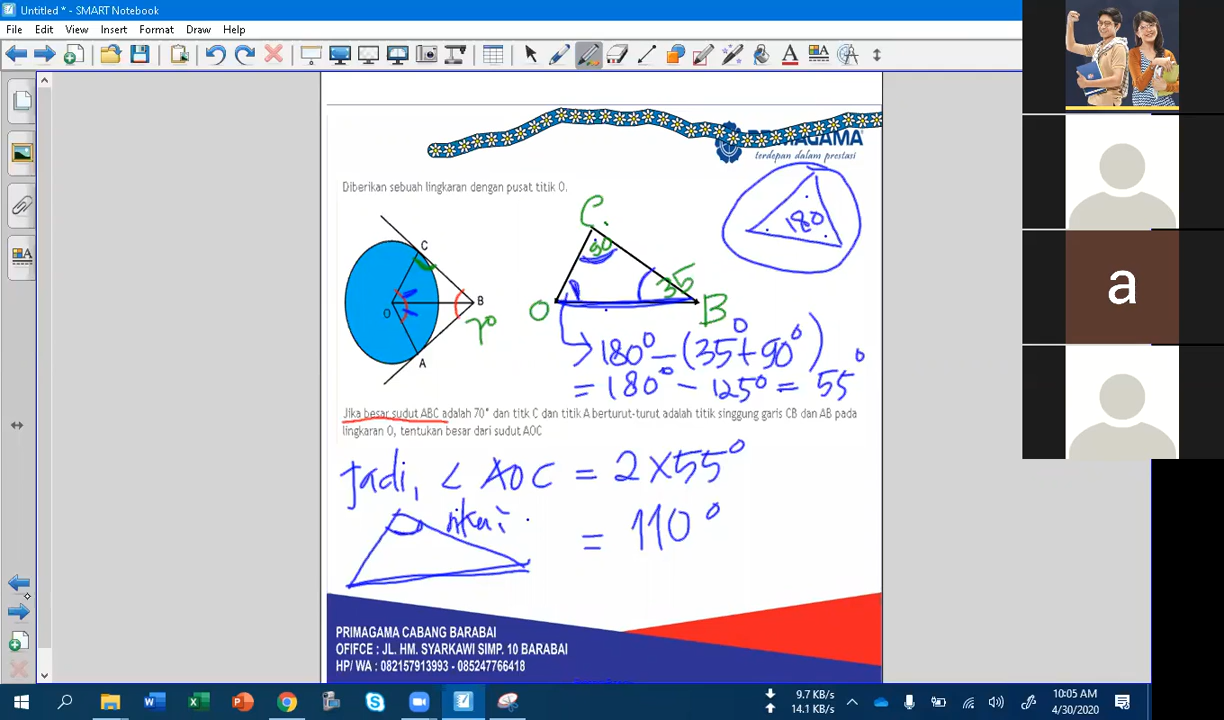 Untitled * - SMART Notebook
File Edit View Insert Format Draw Help
PRIMAGAMA
terdepan dalam prestasi
Diberikan sebuah lingkaran dengan pusat titik O.
C
O
B
A
70
C
90
35
O
B
180
180° - (35° + 90°)
= 180° - 125° = 55°
Jika besar sudut ABC adalah 70° dan titk C dan titik A berturut-turut adalah titik singgung garis CB dan AB pada
lingkaran O, tentukan besar dari sudut AOC
Jadi, ∠ AOC = 2 x 55°
= 110°
PRIMAGAMA CABANG BARABAI
OFIFCE : JL. HM. SYARKAWI SIMP. 10 BARABAI
HP/ WA : 082157913993 - 085247766418
a
9.7 KB/s
14.1 KB/s
10:05 AM
4/30/2020